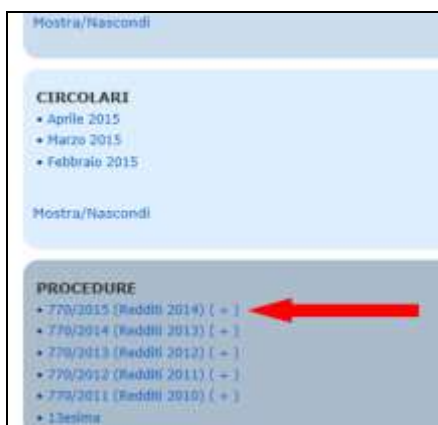 Mostra/Nascondi
CIRCOLARI
• Aprile 2015
• Marzo 2015
• Febbraio 2015
Mostra/Nascondi
PROCEDURE
• 770/2015 (Redditi 2014) ( + )
• 770/2014 (Redditi 2013) ( + )
• 770/2013 (Redditi 2012) ( + )
• 770/2012 (Redditi 2011) ( + )
• 770/2011 (Redditi 2010) ( + )
• 13esima